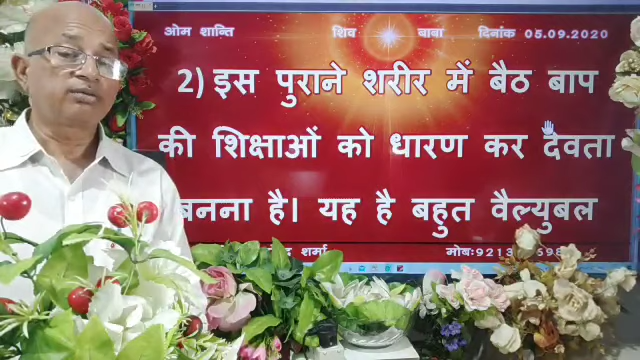 ओम शान्ति शिव बाबा दिनांक 05.09.2020
2) इस पुराने शरीर में बैठ बाप
की शिक्षाओं को धारण कर देवता
बनना है। यह है बहुत वैल्युबल
शर्मा मोबः